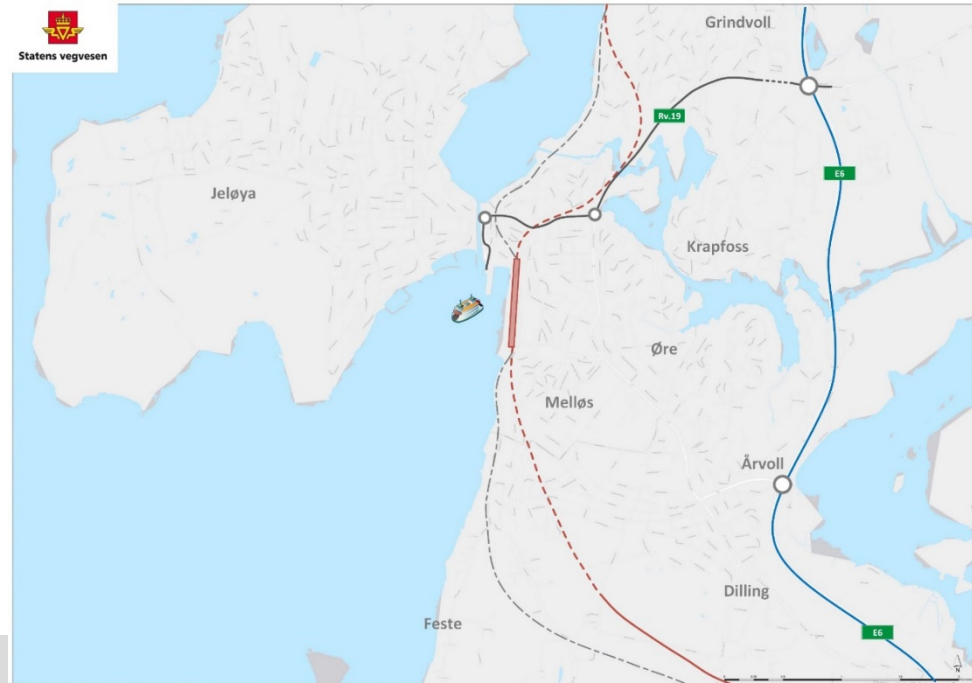 Statens vegvesen
Grindvoll
Rv.19
E6
Jeløya
Krapfoss
Øre
Melløs
Årvoll
Dilling
Feste
E6
N